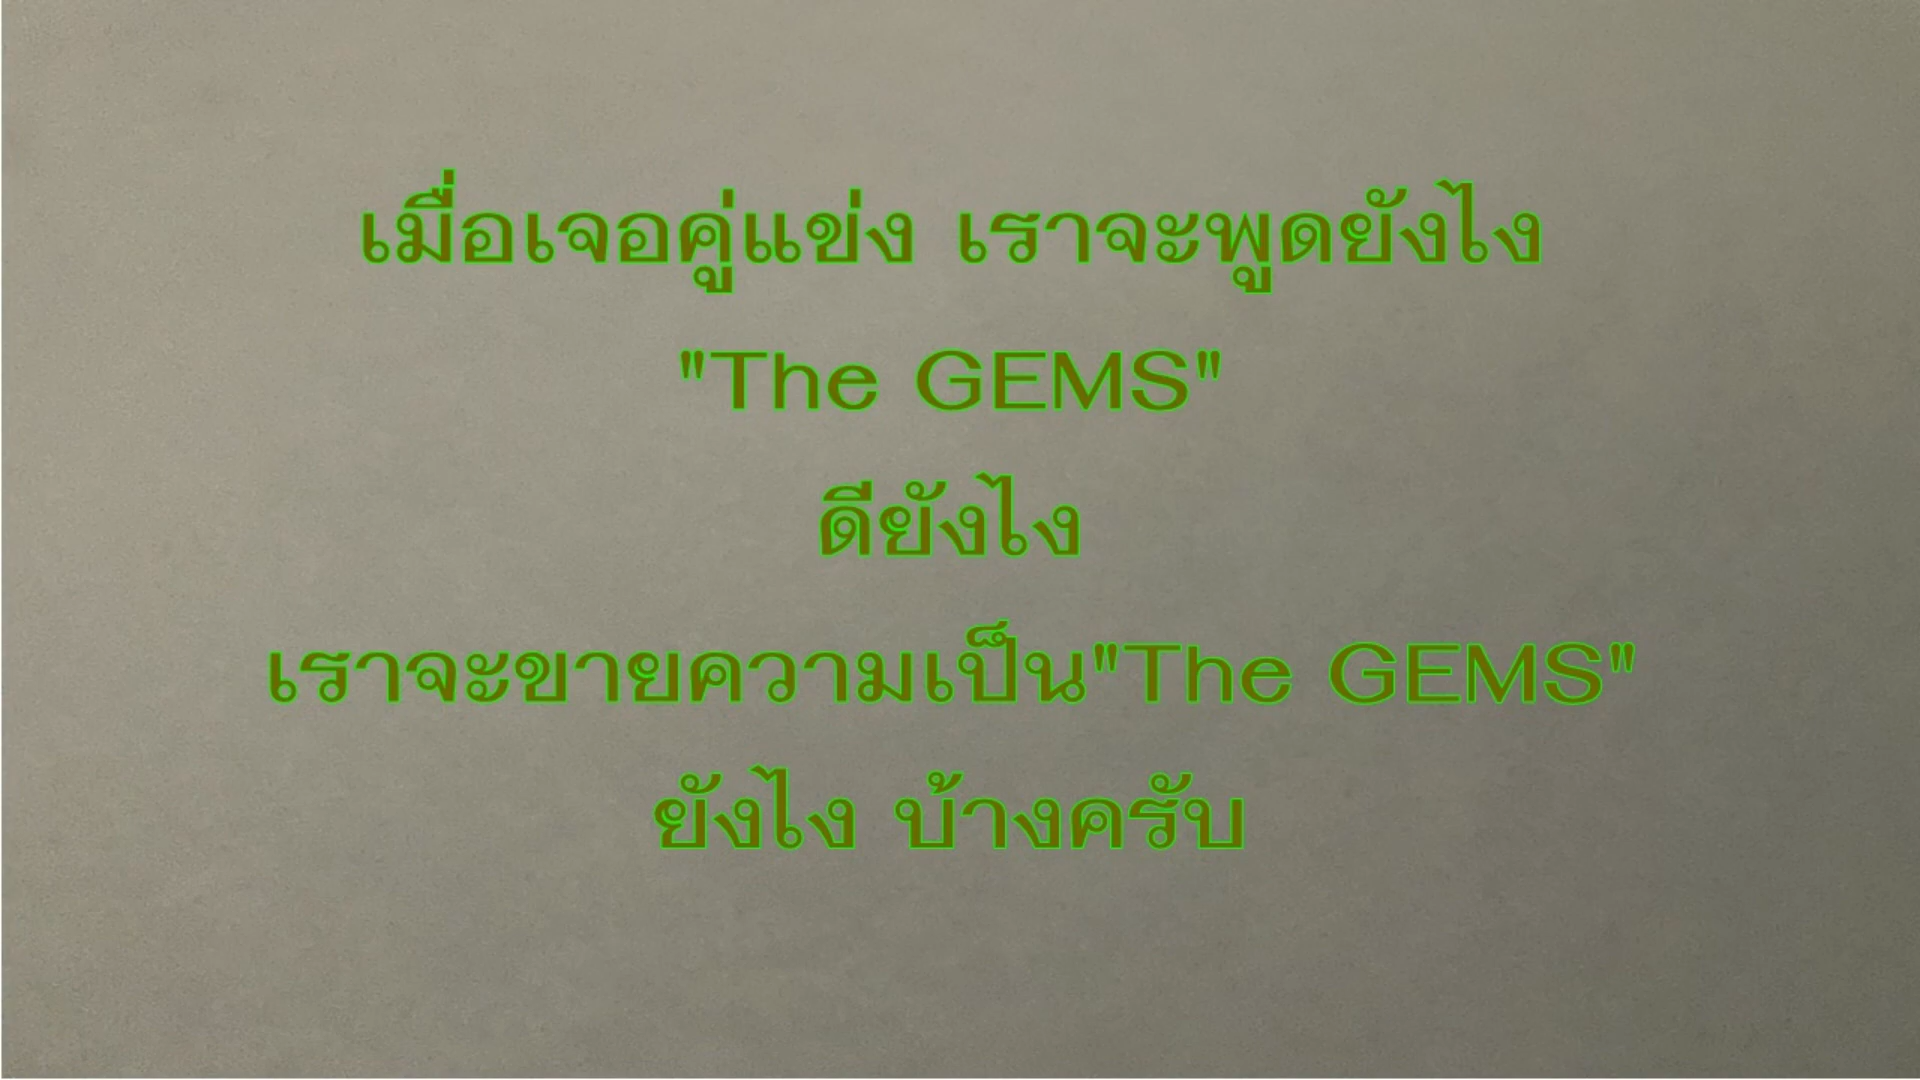 เมื่อเจอคู่แข่ง เราจะพูดยังไง
"The GEMS"
ดียังไง
เราจะขายความเป็น"The GEMS"
ยังไง บ้างครับ